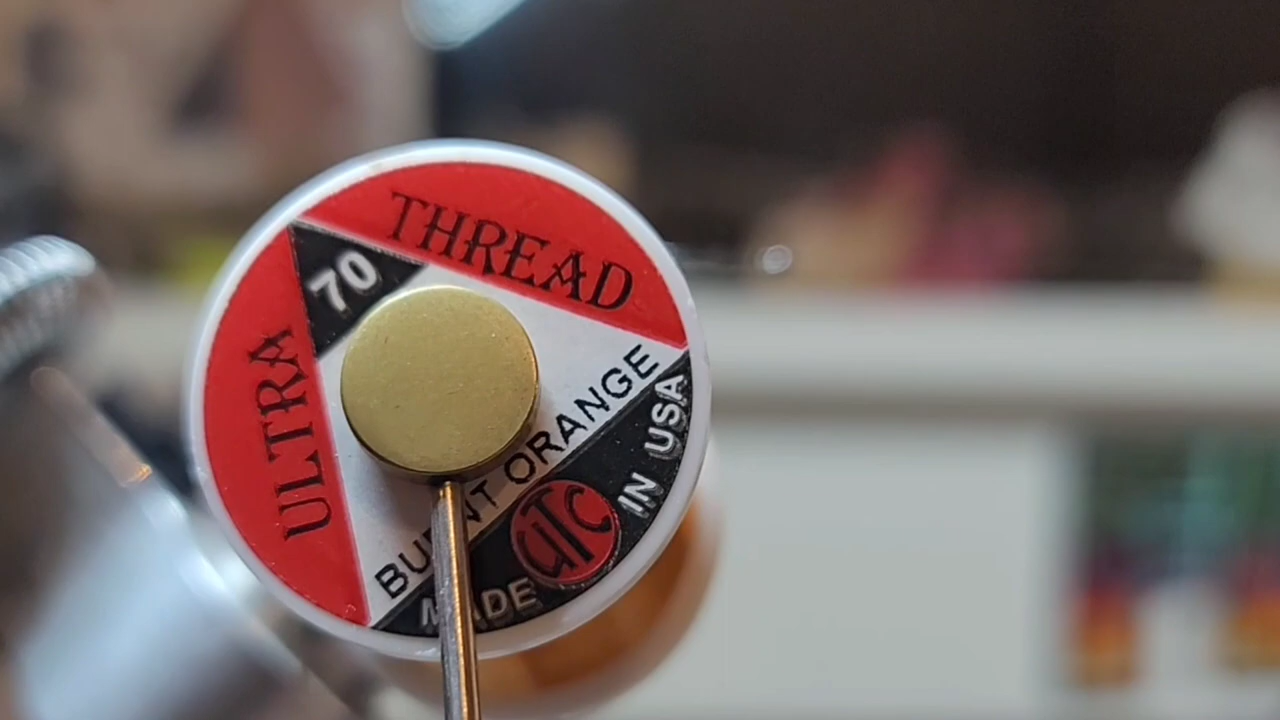 ULTRA
THREAD
70
BURNT ORANGE
MADE
UTC
IN USA